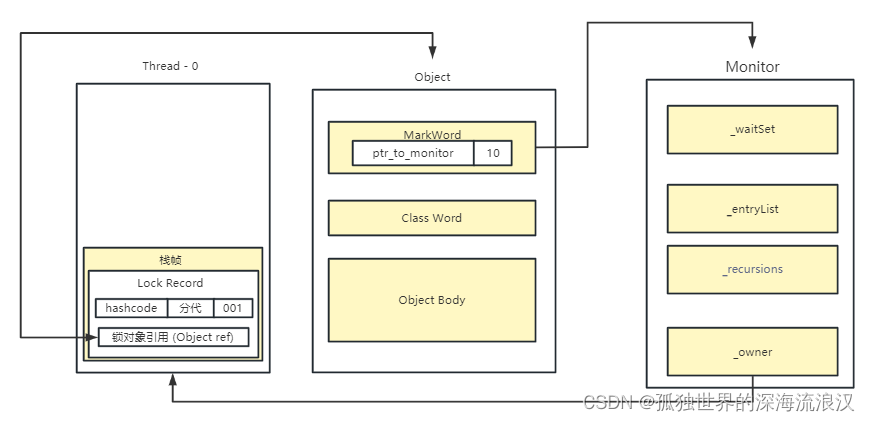 Thread - 0
栈帧
Lock Record
hashcode 分代 001
锁对象引用 (Object ref)
Object
MarkWord
ptr_to_monitor 10
Class Word
Object Body
Monitor
_waitSet
_entryList
_recursions
_owner
CSDN @孤独世界的深海流浪汉